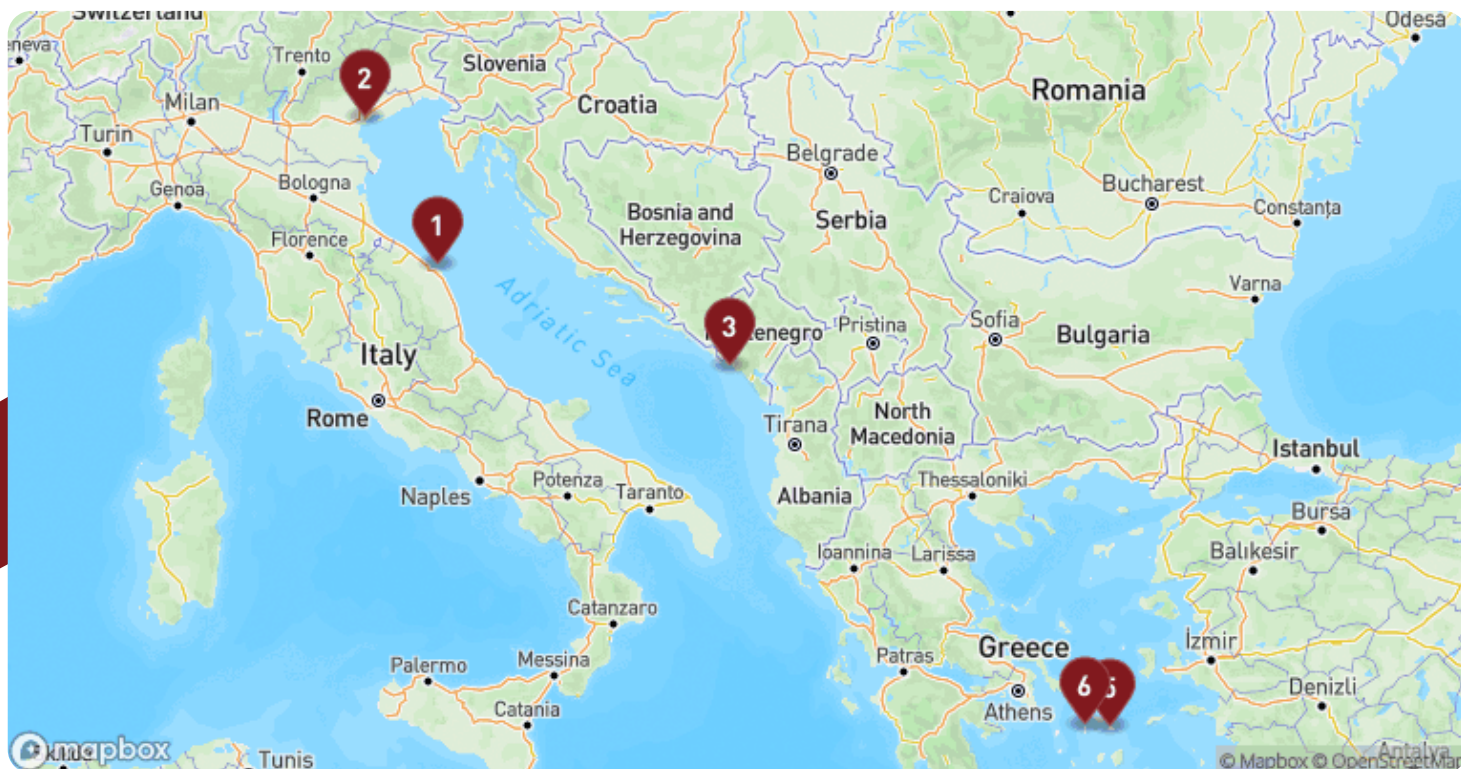 Switzerland
Odesa
eneva
Trento
Slovenia
Milan
Croatia
Romania
Turin
Belgrade
Genoa
Bologna
Craiova
Bucharest
Constanța
Bosnia and
Herzegovina
Serbia
Florence
Varna
Adriatic Sea
Pristina
Sofia
Bulgaria
Italy
Rome
Tirana
North
Macedonia
Istanbul
Naples
Potenza
Taranto
Albania
Thessaloniki
Bursa
Ioannina
Larissa
Balıkesir
Catanzaro
Greece
İzmir
Palermo
Messina
Patras
Athens
Denizli
Catania
Tunis
Antalya
2
1
3
6
5
mapbox
© Mapbox © OpenStreetMap